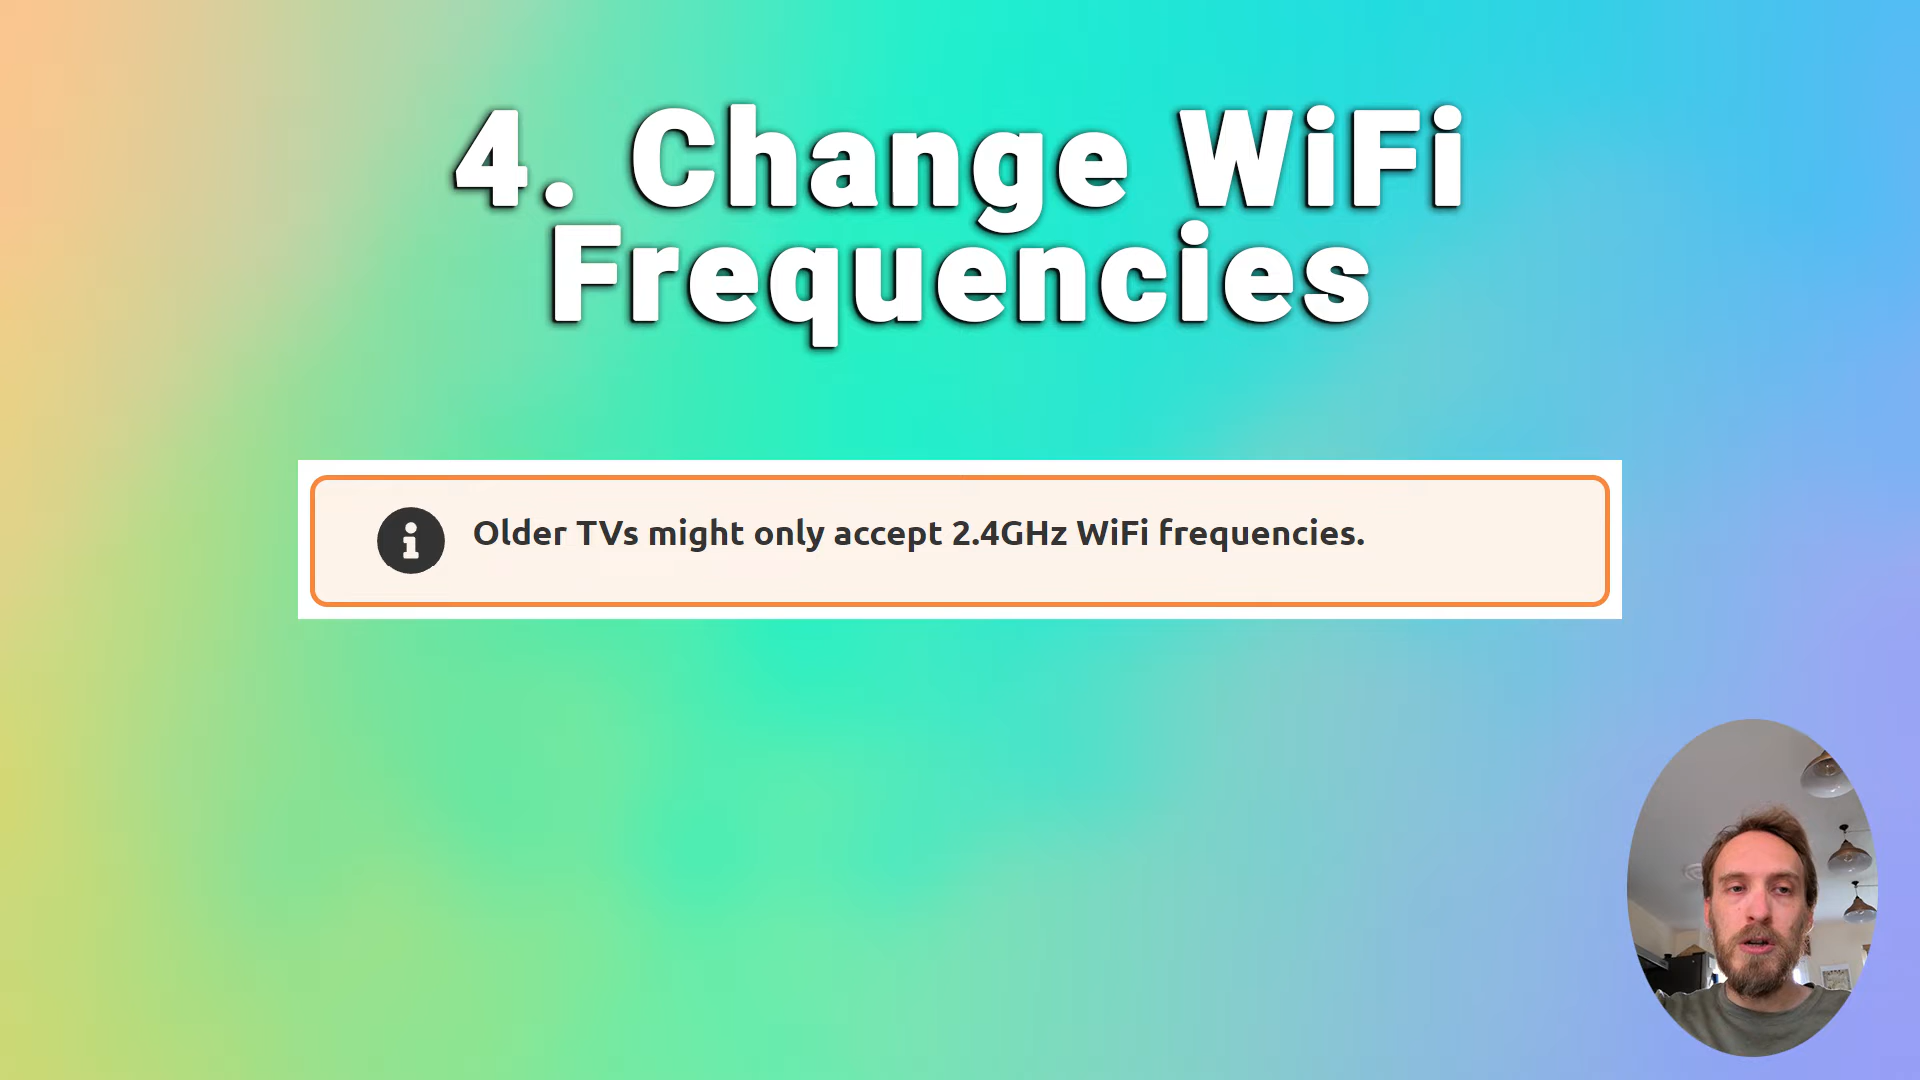 4. Change WiFi
Frequencies
Older TVs might only accept 2.4GHz WiFi frequencies.